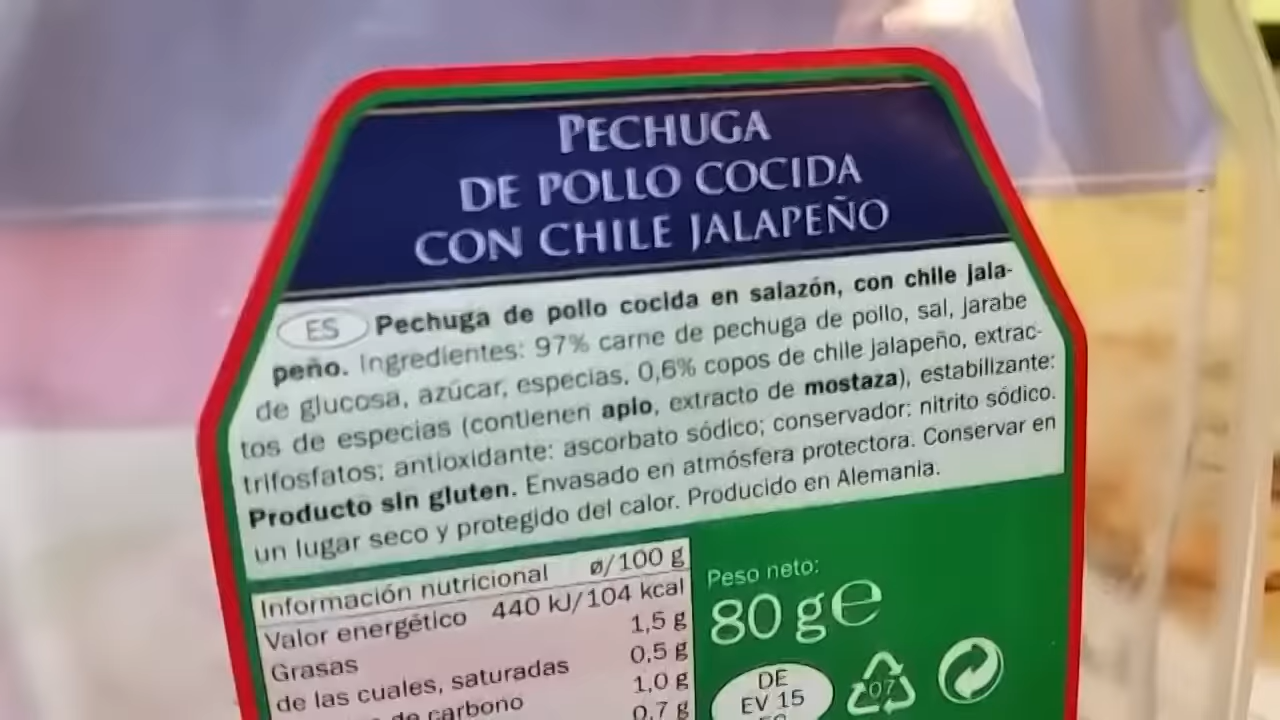 PECHUGA
DE POLLO COCIDA
CON CHILE JALAPEÑO
ES Pechuga de pollo cocida en salazón, con chile jala-
peño. Ingredientes: 97% carne de pechuga de pollo, sal, jarabe
de glucosa, azúcar, especias, 0,6% copos de chile jalapeño, extrac-
tos de especias (contienen apio, extracto de mostaza), estabilizante:
trifosfatos; antioxidante: ascorbato sódico; conservador: nitrito sódico.
Producto sin gluten. Envasado en atmósfera protectora. Conservar en
un lugar seco y protegido del calor. Producido en Alemania.
Información nutricional ø/100 g
Valor energético 440 kJ/104 kcal
Grasas 1,5 g
de las cuales, saturadas 0,5 g
de carbono 1,0 g
0,7 g
Peso neto:
80 g e
DE
EV 15
07